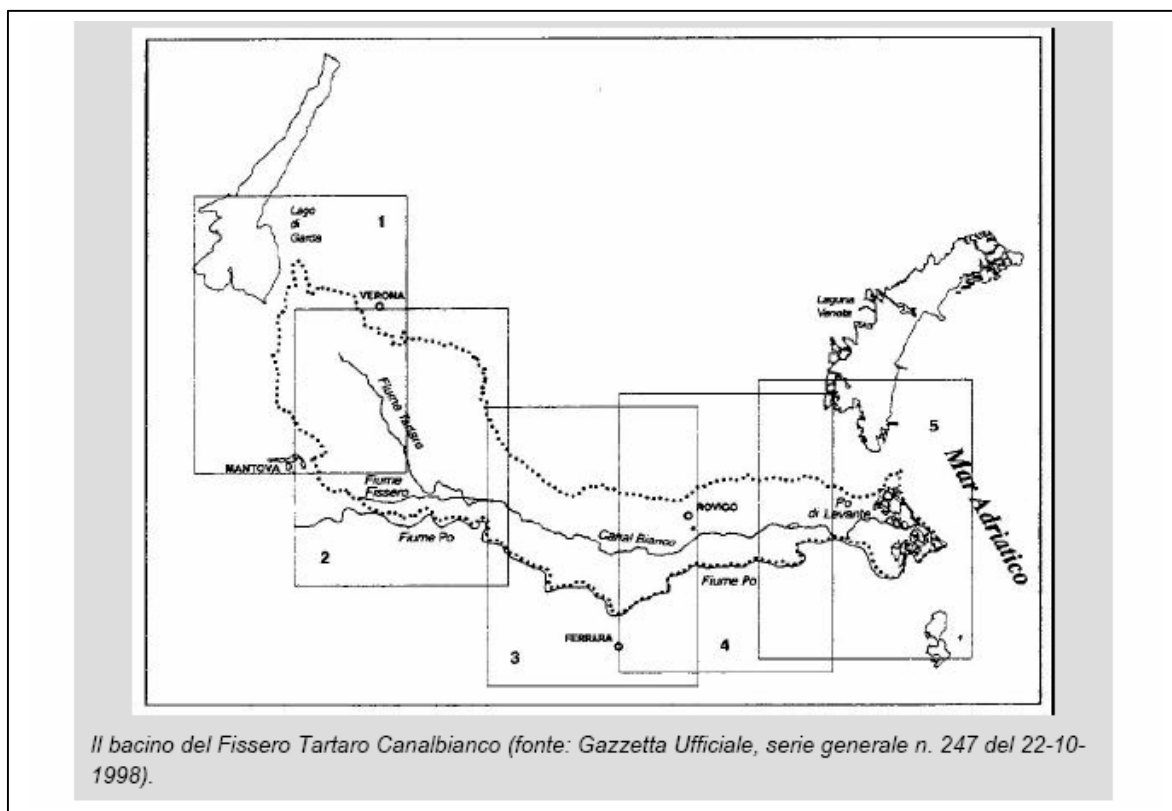 Lago
di
Garda
1
VERONA
Laguna
Veneta
Fiume Tartaro
5
MANTOVA
Fiume
Fissero
Mar Adriatico
ROVIGO
Po
di Levante
Canal Bianco
Fiume Po
2
Fiume Po
FERRARA
3
4
Il bacino del Fissero Tartaro Canalbianco (fonte: Gazzetta Ufficiale, serie generale n. 247 del 22-10-
1998).